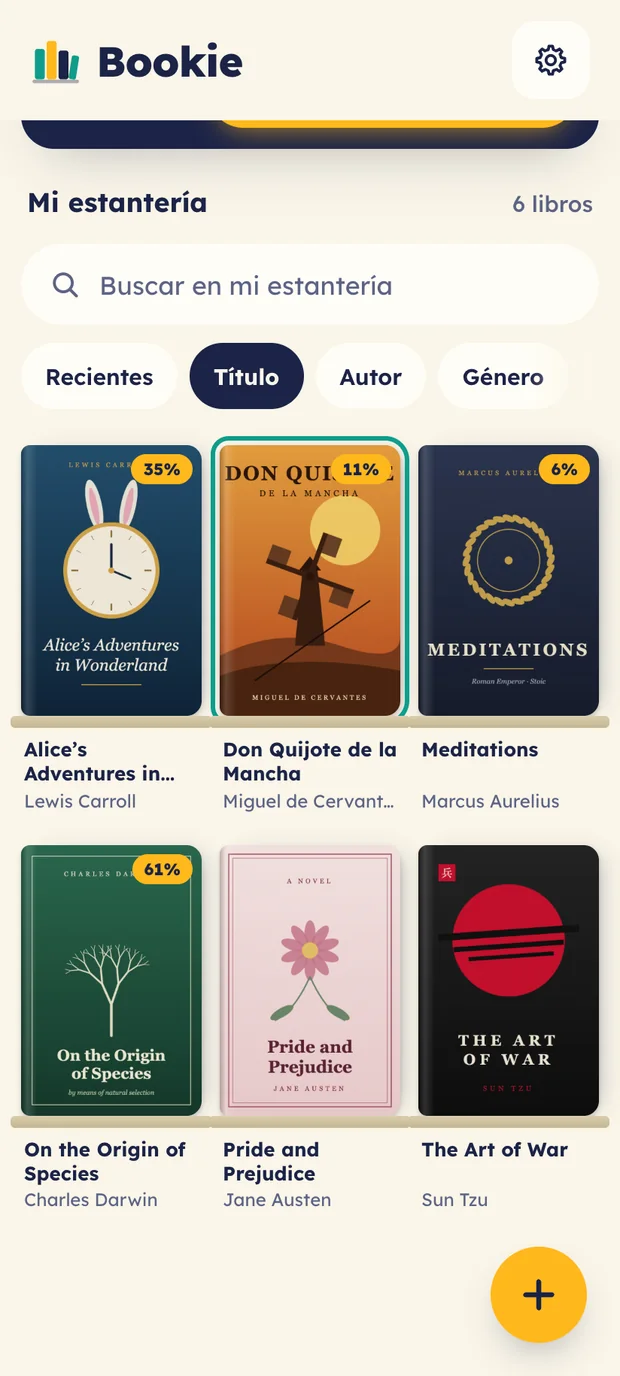 Bookie
Mi estantería
6 libros
Buscar en mi estantería
Recientes
Título
Autor
Género
LEWIS
35%
DON
11%
DE LA MANCHA
MARCUS
6%
Alice's Adventures
in Wonderland
MIGUEL DE CERVANTES
MEDITATIONS
Roman Emperor · Stoic
Alice's
Adventures in...
Lewis Carroll
Don Quijote de la
Mancha
Miguel de Cervant...
Meditations
Marcus Aurelius
CHARLES
61%
On the Origin
of Species
by means of natural selection
A NOVEL
Pride and
Prejudice
JANE AUSTEN
兵
THE ART
OF WAR
SUN TZU
On the Origin of
Species
Charles Darwin
Pride and
Prejudice
Jane Austen
The Art of War
Sun Tzu